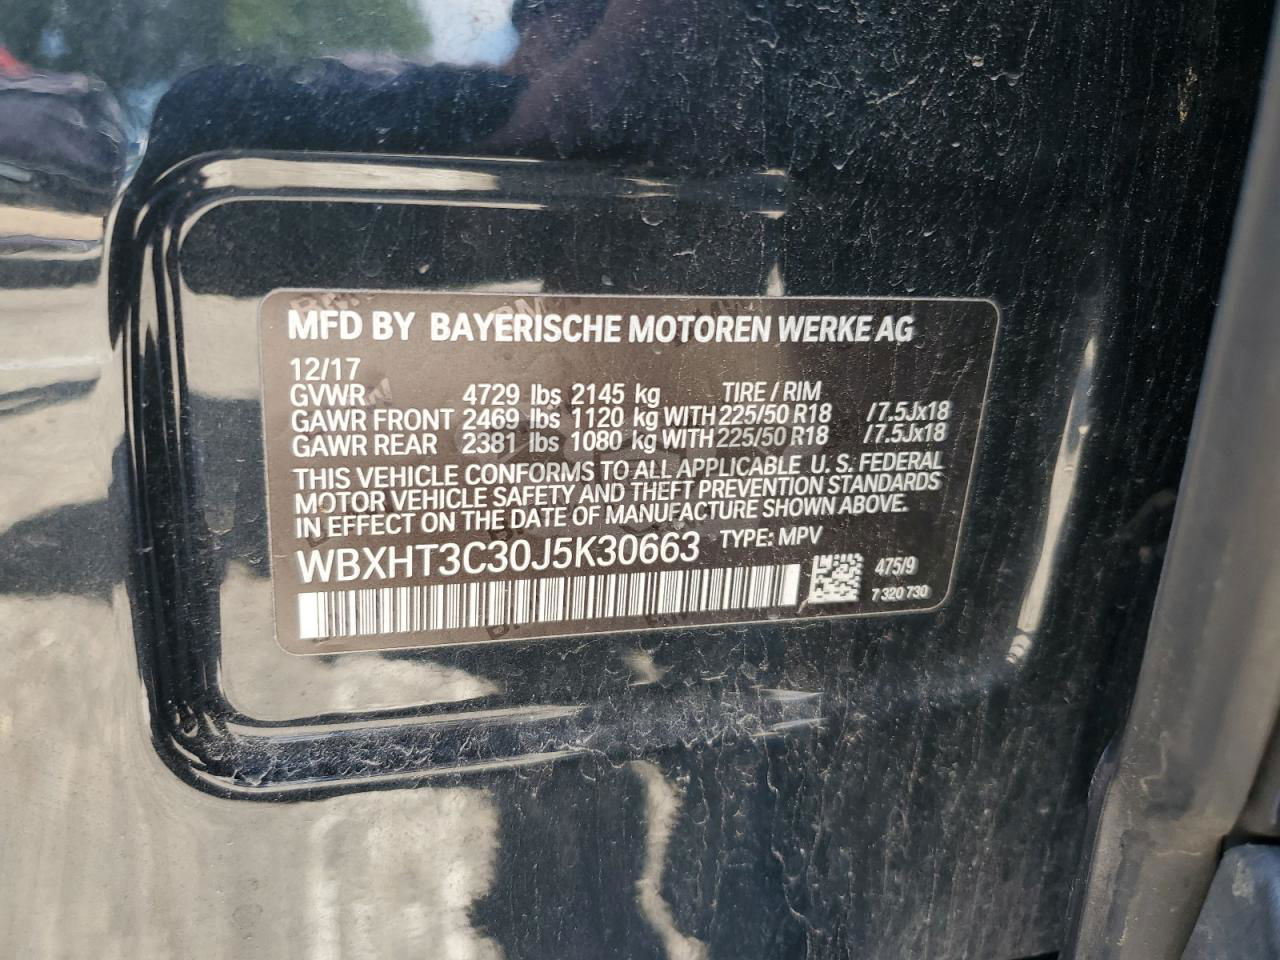 MFD BY BAYERISCHE MOTOREN WERKE AG
12/17
GVWR 4729 lbs 2145 kg TIRE / RIM
GAWR FRONT 2469 lbs 1120 kg WITH 225/50 R18 / 7.5Jx18
GAWR REAR 2381 lbs 1080 kg WITH 225/50 R18 / 7.5Jx18
THIS VEHICLE CONFORMS TO ALL APPLICABLE U. S. FEDERAL
MOTOR VEHICLE SAFETY AND THEFT PREVENTION STANDARDS
IN EFFECT ON THE DATE OF MANUFACTURE SHOWN ABOVE.
WBXHT3C30J5K30663 TYPE: MPV
475/9
7 320 730